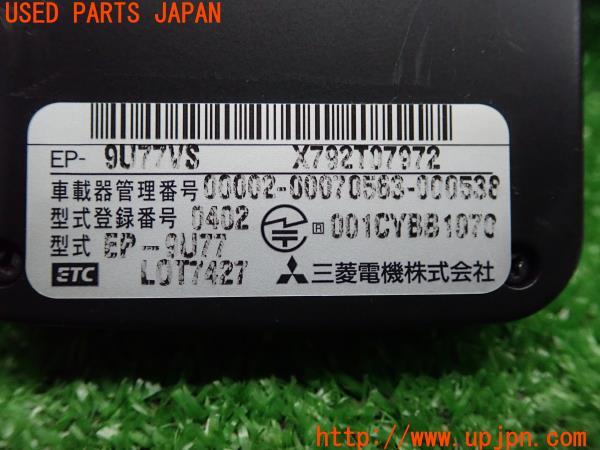 USED PARTS JAPAN
EP- 9U77VS X792T07972
車載器管理番号 00002-00070583-000538
型式登録番号 0402
R 001CYBB1070
型式 EP-9U77
ETC LOT7427 三菱電機株式会社
http://www.upjpn.com/